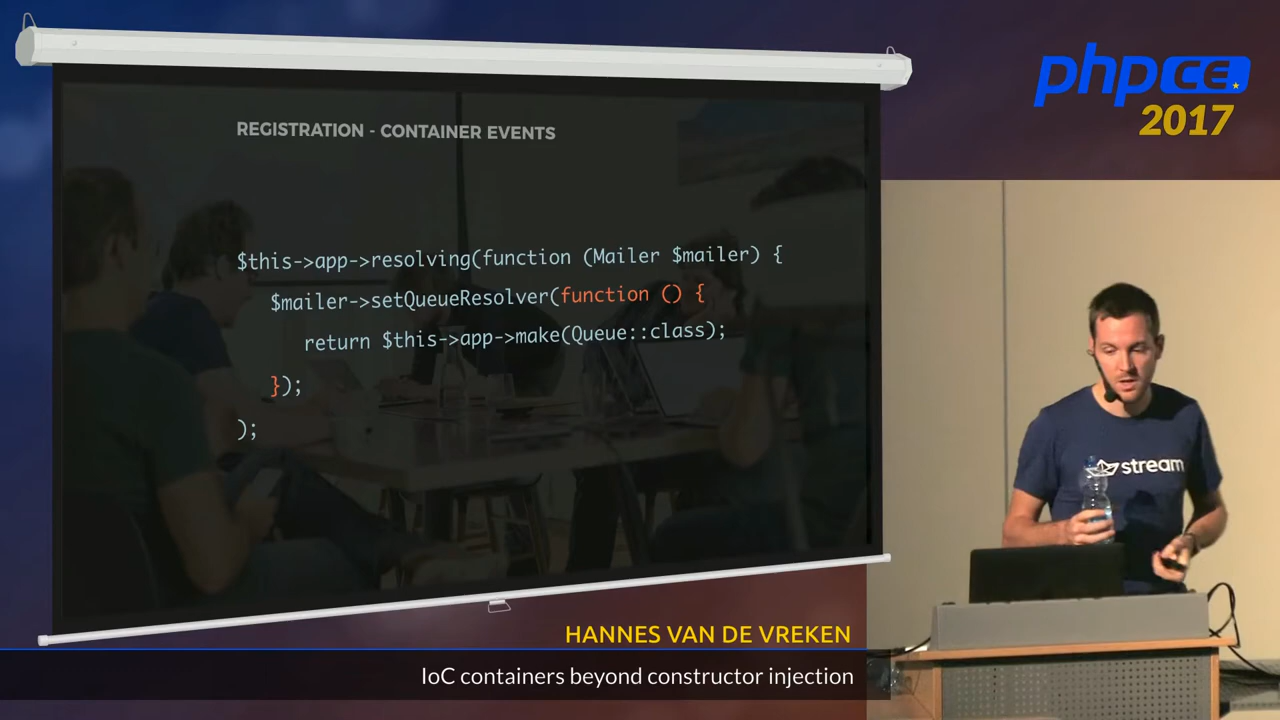 REGISTRATION - CONTAINER EVENTS
$this->app->resolving(function (Mailer $mailer) {
$mailer->setQueueResolver(function () {
return $this->app->make(Queue::class);
});
);
phpCE
2017
stream
HANNES VAN DE VREKEN
IoC containers beyond constructor injection